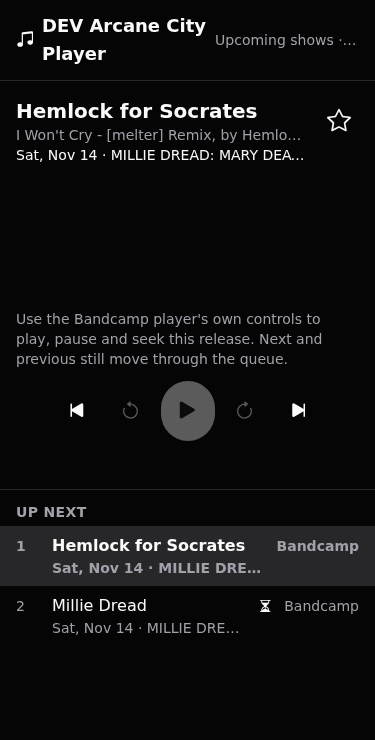 DEV Arcane City Player
Upcoming shows ·…
Hemlock for Socrates
I Won't Cry - [melter] Remix, by Hemlo…
Sat, Nov 14 · MILLIE DREAD: MARY DEA…
Use the Bandcamp player's own controls to
play, pause and seek this release. Next and
previous still move through the queue.
UP NEXT
1 Hemlock for Socrates Bandcamp
Sat, Nov 14 · MILLIE DRE…
2 Millie Dread Bandcamp
Sat, Nov 14 · MILLIE DRE…